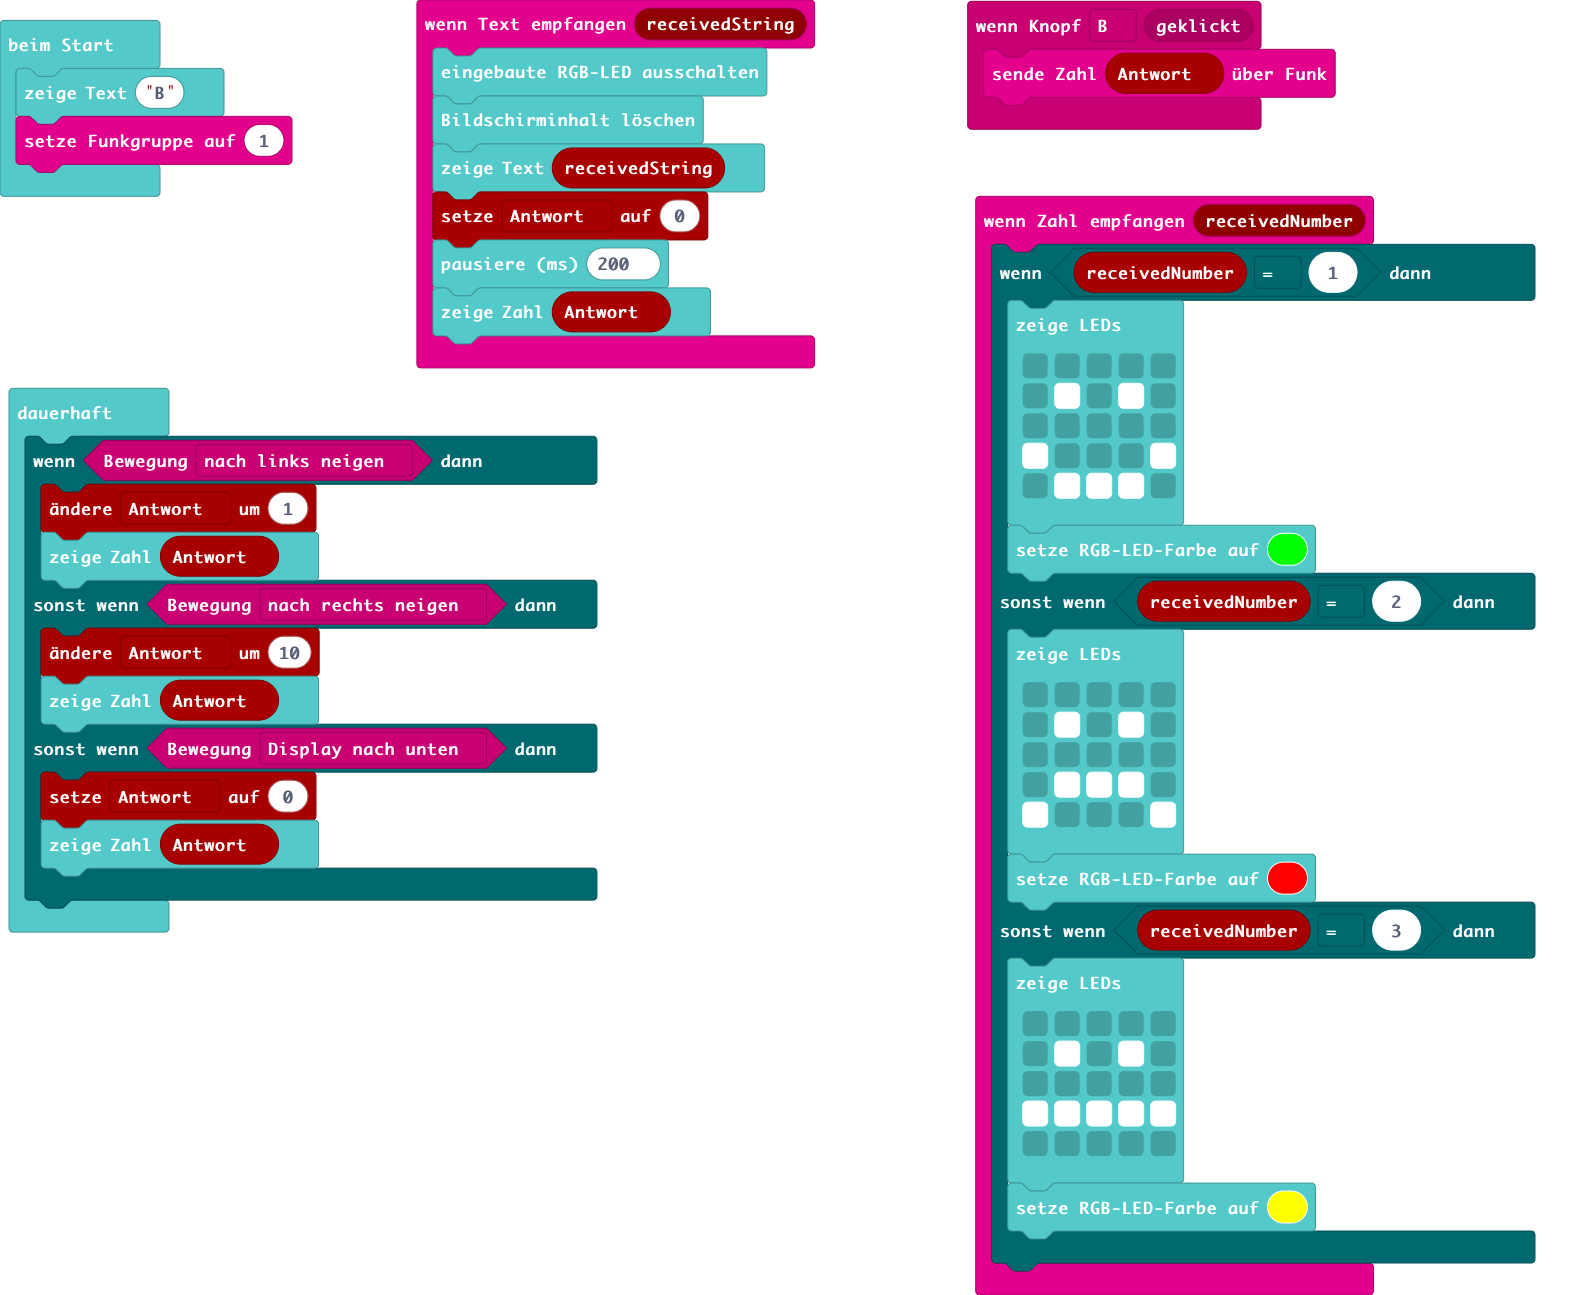 beim Start
zeige Text "B"
setze Funkgruppe auf 1
wenn Text empfangen receivedString
eingebaute RGB-LED ausschalten
Bildschirminhalt löschen
zeige Text receivedString
setze Antwort auf 0
pausiere (ms) 200
zeige Zahl Antwort
wenn Knopf B geklickt
sende Zahl Antwort über Funk
dauerhaft
wenn Bewegung nach links neigen dann
ändere Antwort um 1
zeige Zahl Antwort
sonst wenn Bewegung nach rechts neigen dann
ändere Antwort um 10
zeige Zahl Antwort
sonst wenn Bewegung Display nach unten dann
setze Antwort auf 0
zeige Zahl Antwort
wenn Zahl empfangen receivedNumber
wenn receivedNumber = 1 dann
zeige LEDs
setze RGB-LED-Farbe auf
sonst wenn receivedNumber = 2 dann
zeige LEDs
setze RGB-LED-Farbe auf
sonst wenn receivedNumber = 3 dann
zeige LEDs
setze RGB-LED-Farbe auf